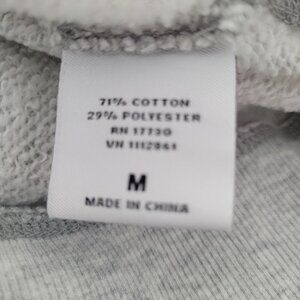 71% COTTON
29% POLYESTER
RN 17730
VN 1112861
M
MADE IN CHINA